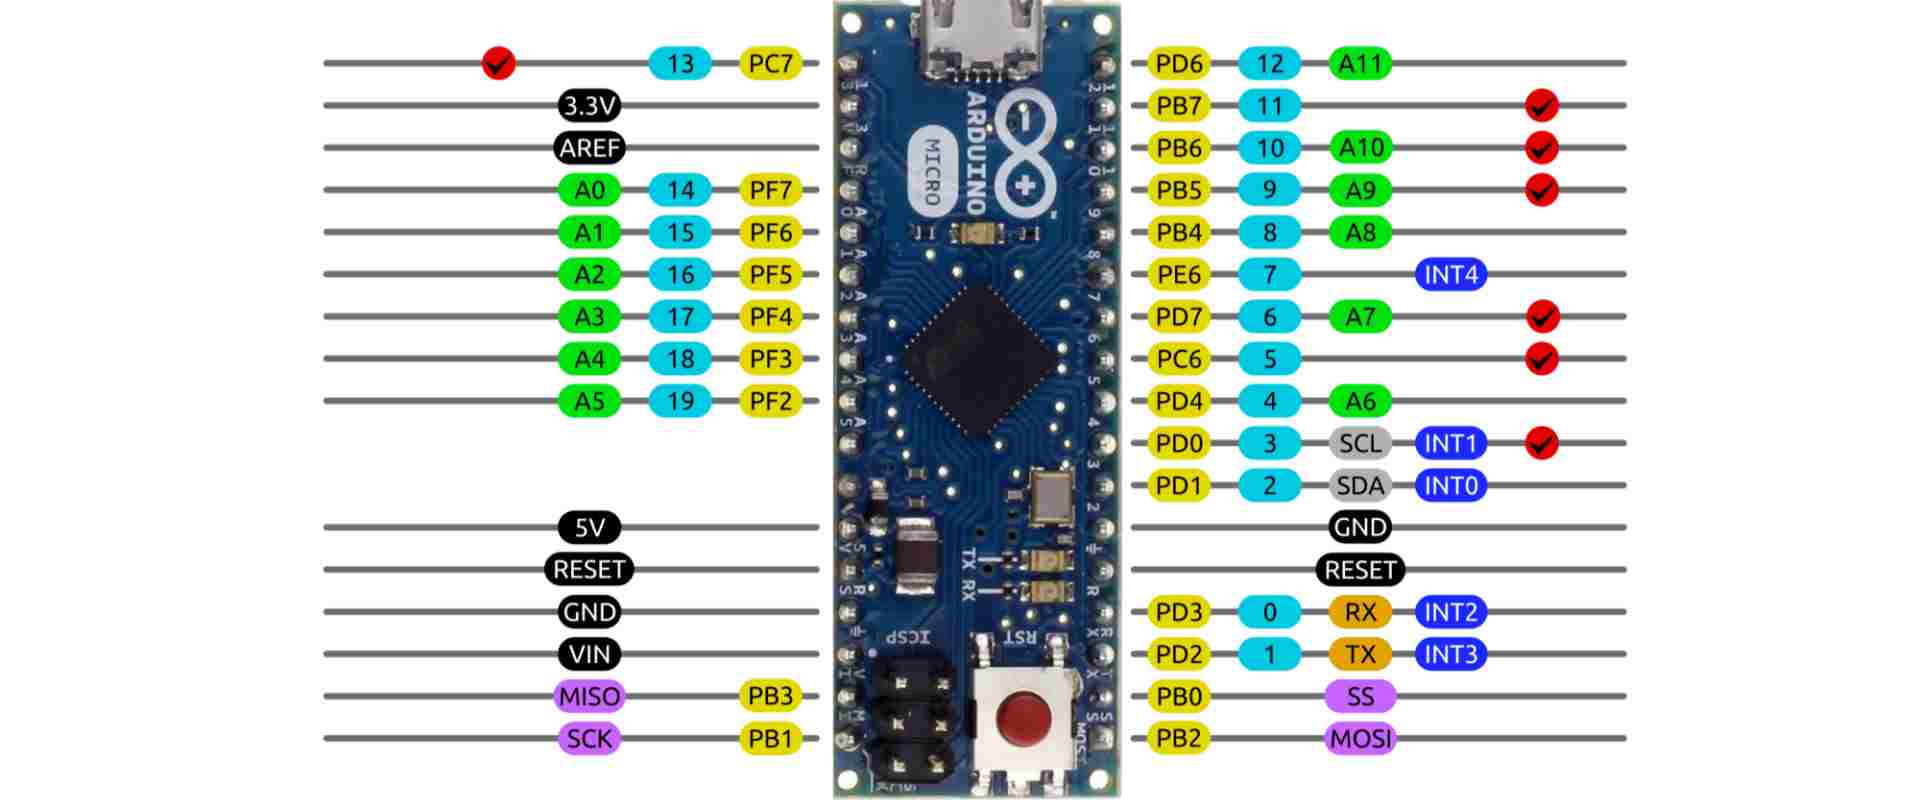 13 PC7
3.3V
AREF
A0 14 PF7
A1 15 PF6
A2 16 PF5
A3 17 PF4
A4 18 PF3
A5 19 PF2
5V
RESET
GND
VIN
MISO PB3
SCK PB1
ARDUINO
MICRO
TX
RX
ICSP
RST
PD6 12 A11
PB7 11
PB6 10 A10
PB5 9 A9
PB4 8 A8
PE6 7 INT4
PD7 6 A7
PC6 5
PD4 4 A6
PD0 3 SCL INT1
PD1 2 SDA INT0
GND
RESET
PD3 0 RX INT2
PD2 1 TX INT3
PB0 SS
PB2 MOSI